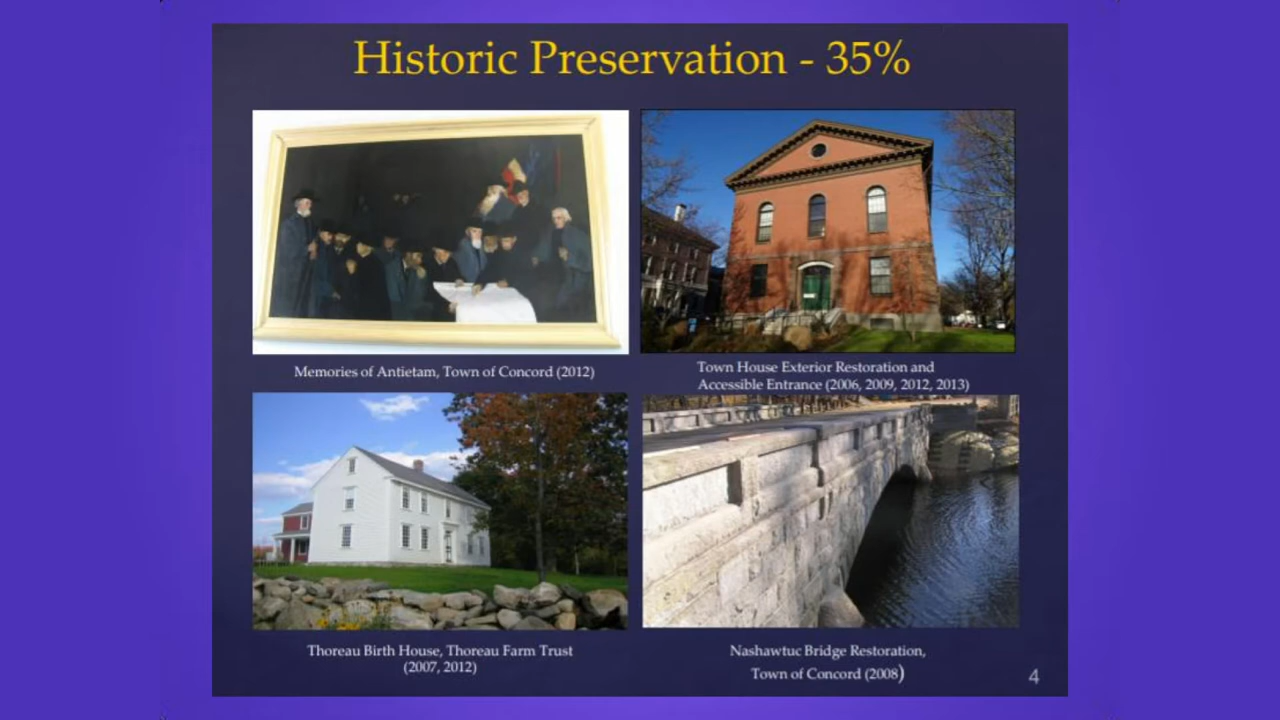 Historic Preservation - 35%
Memories of Antietam, Town of Concord (2012)
Town House Exterior Restoration and
Accessible Entrance (2006, 2009, 2012, 2013)
Thoreau Birth House, Thoreau Farm Trust
(2007, 2012)
Nashawtuc Bridge Restoration,
Town of Concord (2008)
4